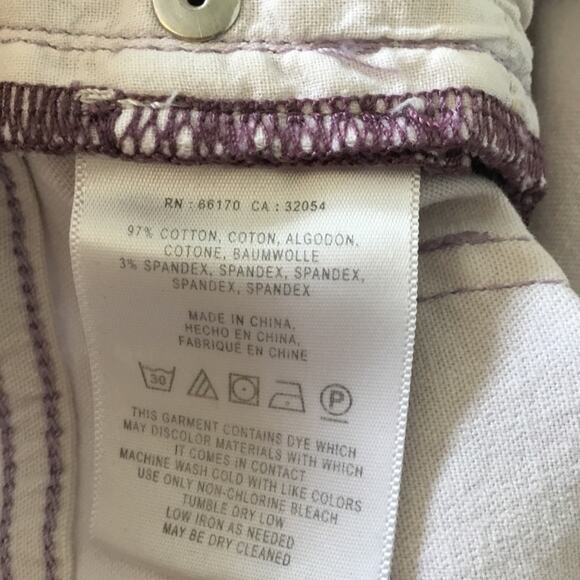 RN : 66170 CA : 32054
97% COTTON, COTON, ALGODON,
COTONE, BAUMWOLLE
3% SPANDEX, SPANDEX, SPANDEX,
SPANDEX, SPANDEX
MADE IN CHINA,
HECHO EN CHINA,
FABRIQUÉ EN CHINE
30 P
THIS GARMENT CONTAINS DYE WHICH
MAY DISCOLOR MATERIALS WITH WHICH
IT COMES IN CONTACT
MACHINE WASH COLD WITH LIKE COLORS
USE ONLY NON-CHLORINE BLEACH
TUMBLE DRY LOW
LOW IRON AS NEEDED
MAY BE DRY CLEANED